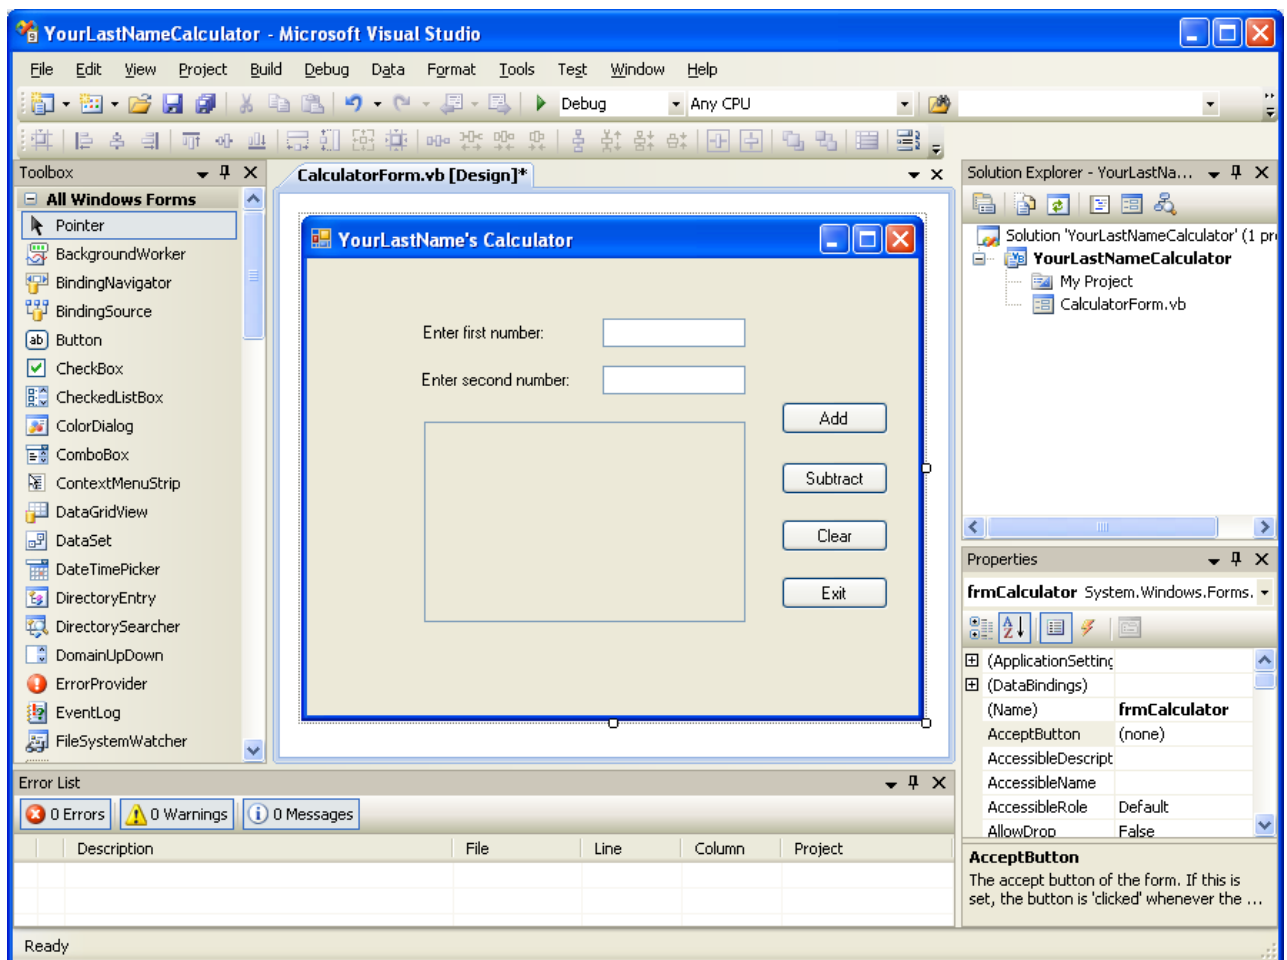 YourLastNameCalculator - Microsoft Visual Studio
File Edit View Project Build Debug Data Format Tools Test Window Help
Debug Any CPU
Toolbox
All Windows Forms
Pointer
BackgroundWorker
BindingNavigator
BindingSource
Button
CheckBox
CheckedListBox
ColorDialog
ComboBox
ContextMenuStrip
DataGridView
DataSet
DateTimePicker
DirectoryEntry
DirectorySearcher
DomainUpDown
ErrorProvider
EventLog
FileSystemWatcher
CalculatorForm.vb [Design]*
YourLastName's Calculator
Enter first number:
Enter second number:
Add
Subtract
Clear
Exit
Solution Explorer - YourLastNa...
Solution 'YourLastNameCalculator' (1 pr
YourLastNameCalculator
My Project
CalculatorForm.vb
Properties
frmCalculator System.Windows.Forms.
(ApplicationSetting
(DataBindings)
(Name) frmCalculator
AcceptButton (none)
AccessibleDescript
AccessibleName
AccessibleRole Default
AllowDrop False
AcceptButton
The accept button of the form. If this is
set, the button is 'clicked' whenever the ...
Error List
0 Errors 0 Warnings 0 Messages
Description File Line Column Project
Ready